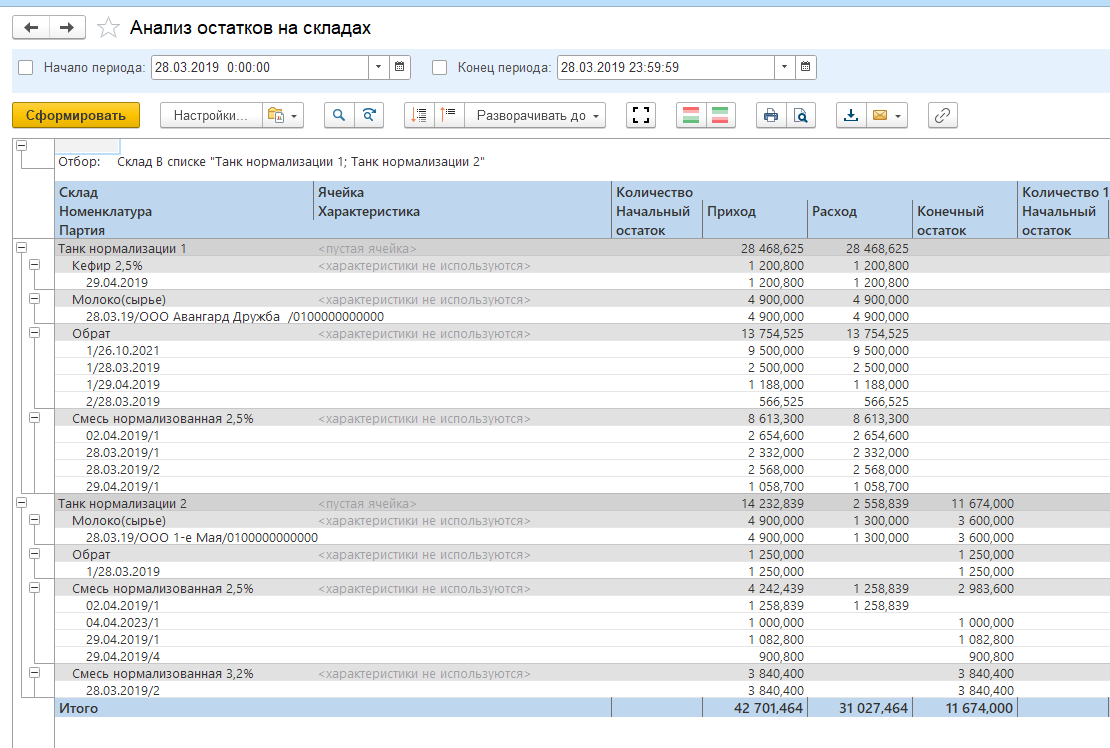 Анализ остатков на складах
Начало периода: 28.03.2019 0:00:00 Конец периода: 28.03.2019 23:59:59
Сформировать Настройки... Разворачивать до
Отбор: Склад В списке "Танк нормализации 1; Танк нормализации 2"
Склад Ячейка Количество Количество 1
Номенклатура Характеристика Начальный Приход Расход Конечный Начальный
Партия остаток остаток остаток
Танк нормализации 1 <пустая ячейка> 28 468,625 28 468,625
Кефир 2,5% <характеристики не используются> 1 200,800 1 200,800
29.04.2019 1 200,800 1 200,800
Молоко(сырье) <характеристики не используются> 4 900,000 4 900,000
28.03.19/ООО Авангард Дружба /0100000000000 4 900,000 4 900,000
Обрат <характеристики не используются> 13 754,525 13 754,525
1/26.10.2021 9 500,000 9 500,000
1/28.03.2019 2 500,000 2 500,000
1/29.04.2019 1 188,000 1 188,000
2/28.03.2019 566,525 566,525
Смесь нормализованная 2,5% <характеристики не используются> 8 613,300 8 613,300
02.04.2019/1 2 654,600 2 654,600
28.03.2019/1 2 332,000 2 332,000
28.03.2019/2 2 568,000 2 568,000
29.04.2019/1 1 058,700 1 058,700
Танк нормализации 2 <пустая ячейка> 14 232,839 2 558,839 11 674,000
Молоко(сырье) <характеристики не используются> 4 900,000 1 300,000 3 600,000
28.03.19/ООО 1-е Мая/0100000000000 4 900,000 1 300,000 3 600,000
Обрат <характеристики не используются> 1 250,000 1 250,000
1/28.03.2019 1 250,000 1 250,000
Смесь нормализованная 2,5% <характеристики не используются> 4 242,439 1 258,839 2 983,600
02.04.2019/1 1 258,839 1 258,839
04.04.2023/1 1 000,000 1 000,000
29.04.2019/1 1 082,800 1 082,800
29.04.2019/4 900,800 900,800
Смесь нормализованная 3,2% <характеристики не используются> 3 840,400 3 840,400
28.03.2019/2 3 840,400 3 840,400
Итого 42 701,464 31 027,464 11 674,000